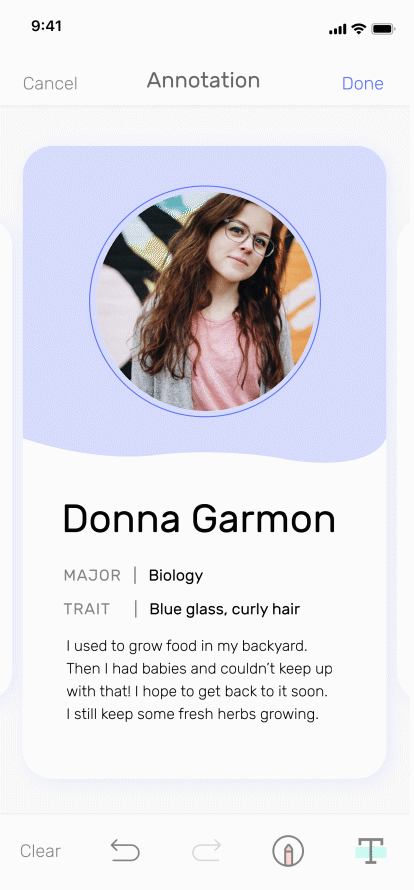 9:41
Cancel
Annotation
Done
Donna Garmon
MAJOR | Biology
TRAIT | Blue glass, curly hair
I used to grow food in my backyard.
Then I had babies and couldn't keep up
with that! I hope to get back to it soon.
I still keep some fresh herbs growing.
Clear
T